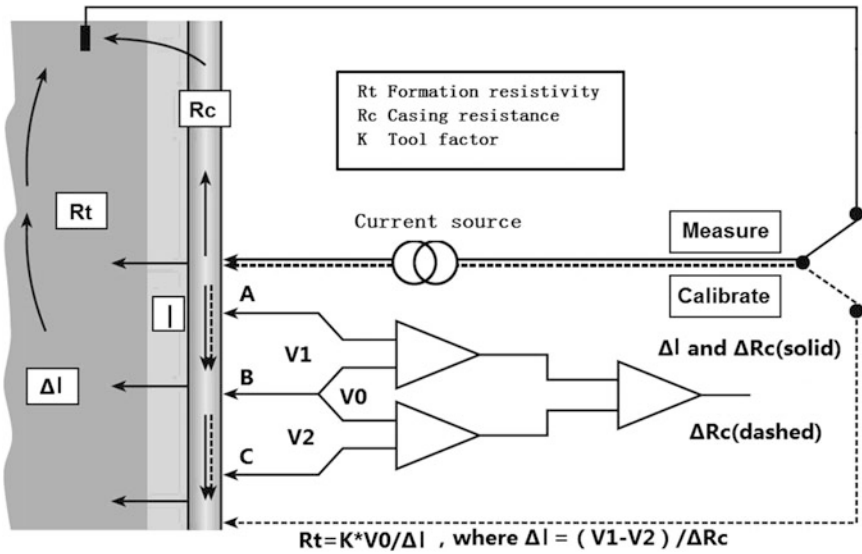 Rt Formation resistivity
Rc Casing resistance
K Tool factor
Rc
Rt
Current source
Measure
Calibrate
A
I
V1
ΔI and ΔRc(solid)
ΔI
B
V0
V2
ΔRc(dashed)
C
Rt=K*V0/ΔI , where ΔI = (V1-V2) /ΔRc